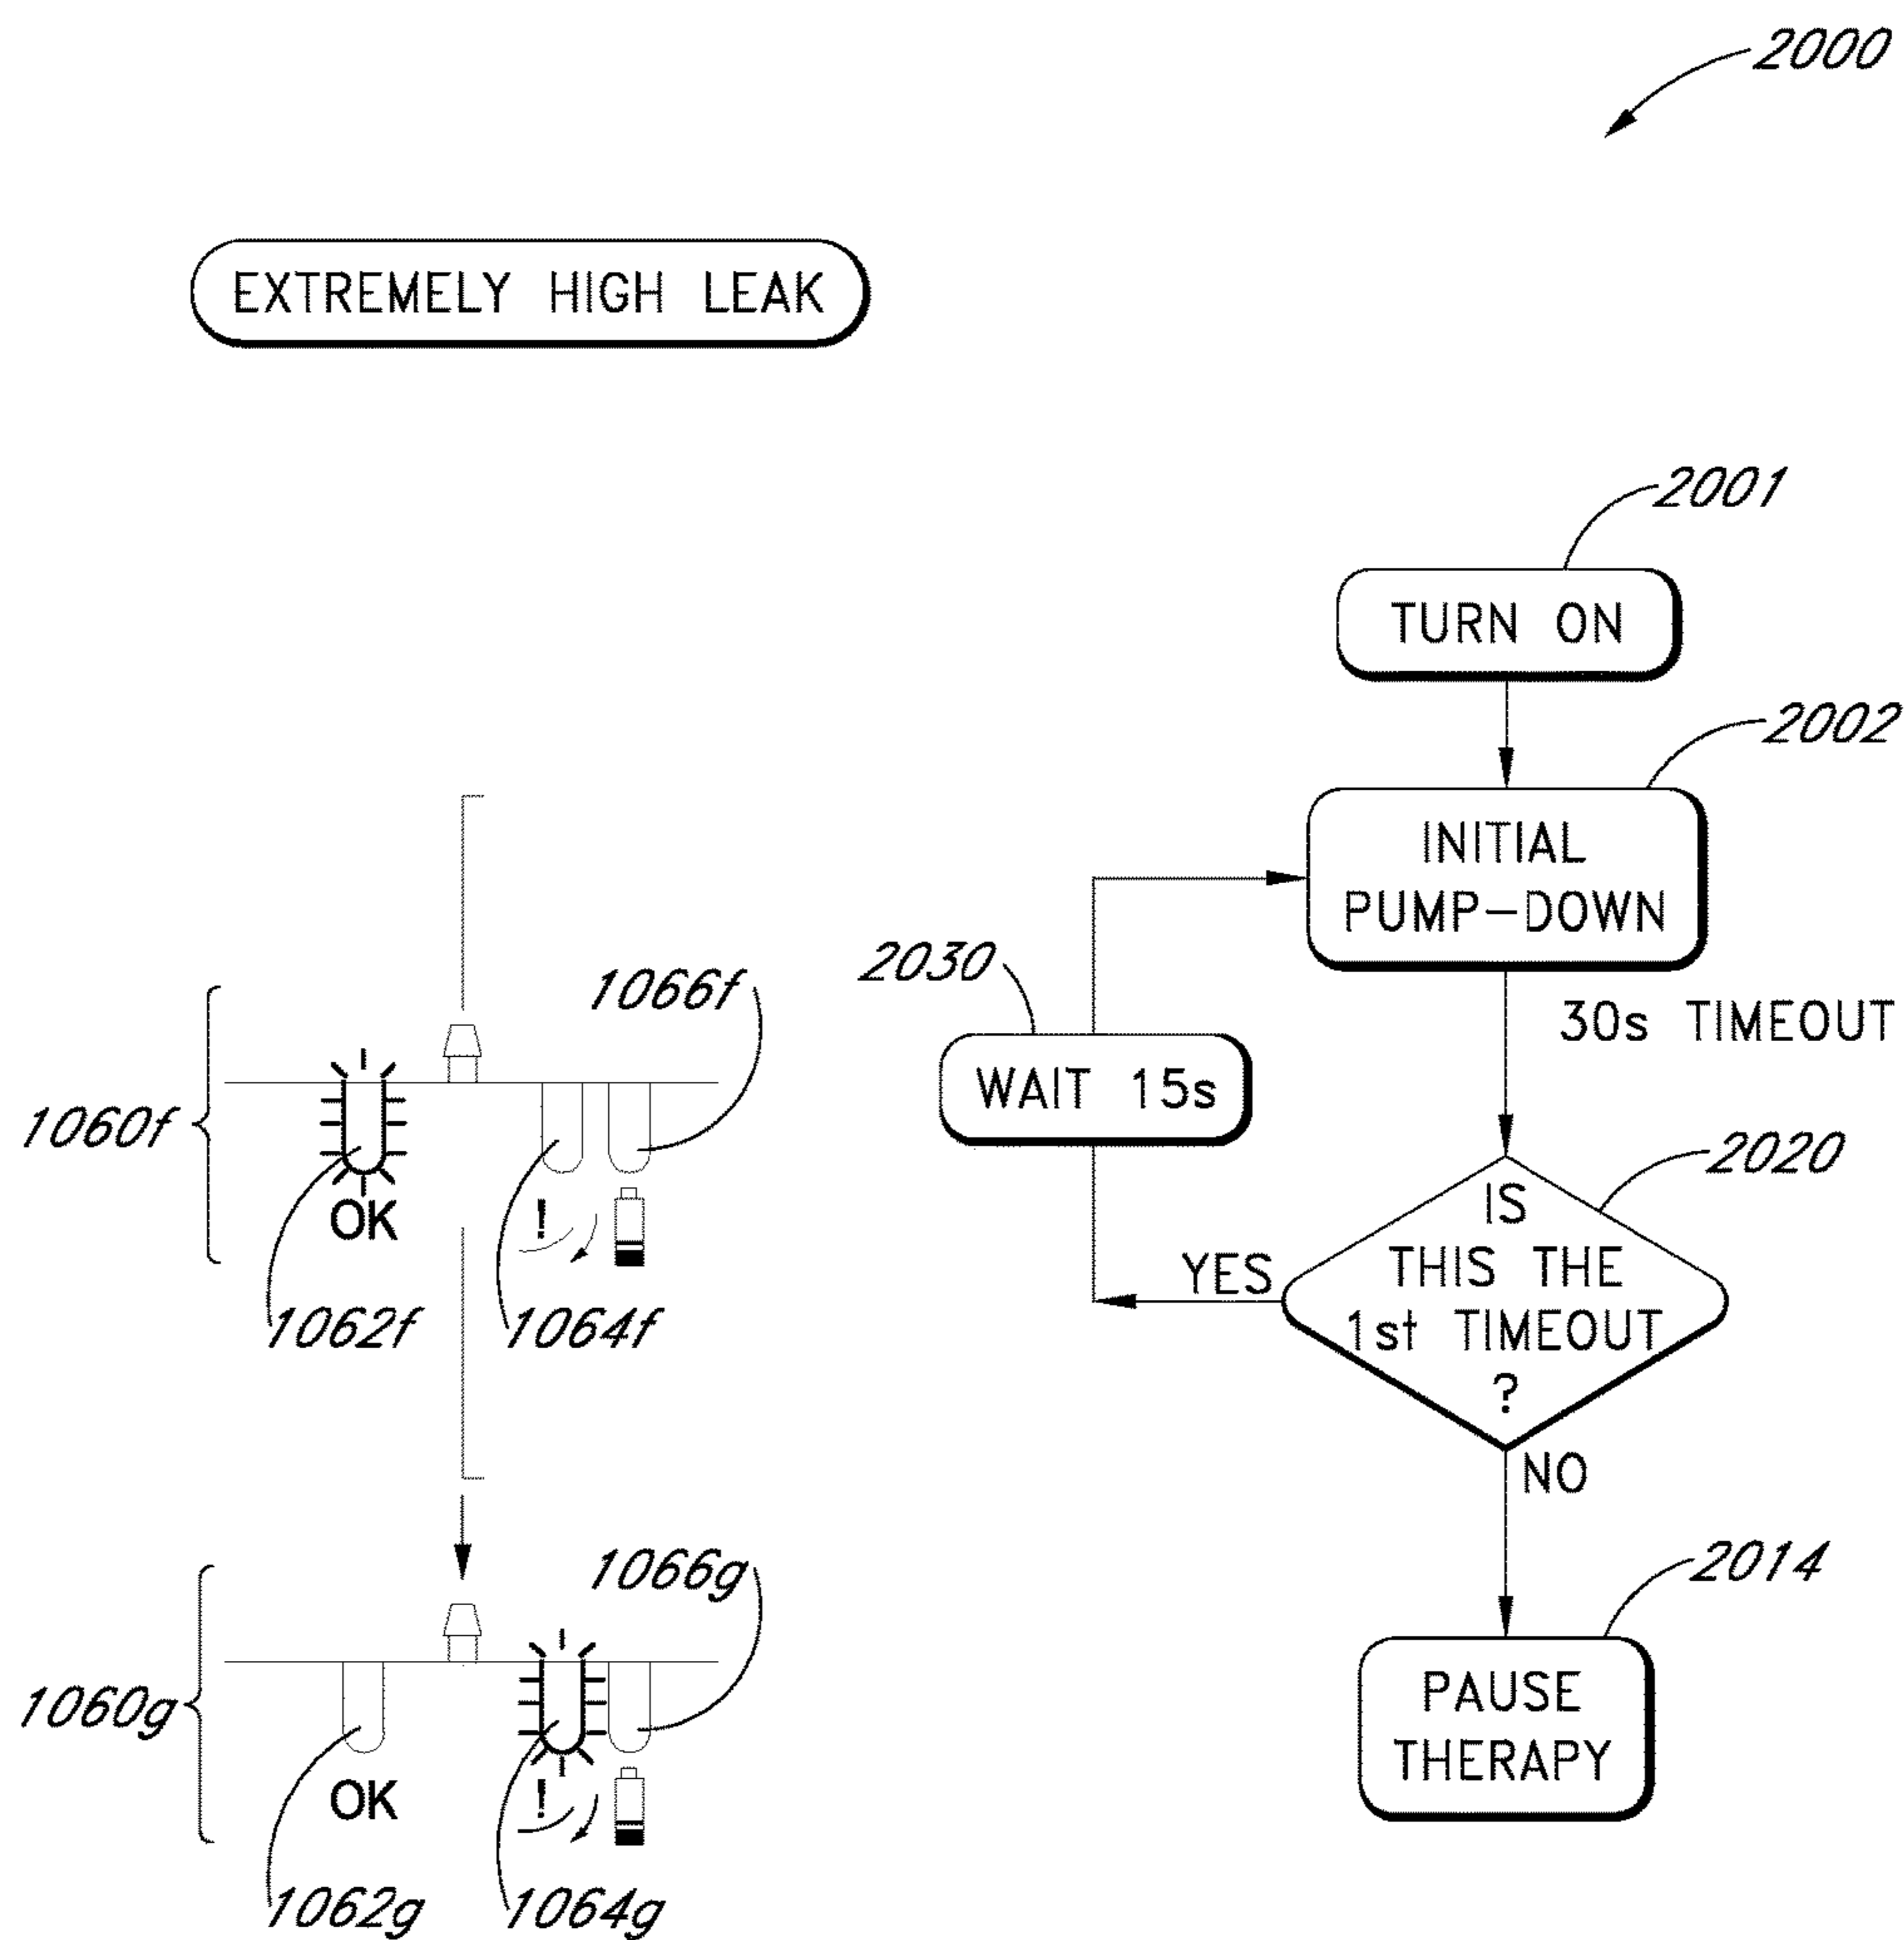 2000
EXTREMELY HIGH LEAK
2001
TURN ON
2002
INITIAL
PUMP-DOWN
2030
30s TIMEOUT
WAIT 15s
2020
IS
THIS THE
1st TIMEOUT
?
YES
NO
2014
PAUSE
THERAPY
1066f
1060f
OK
!
1062f
1064f
1066g
1060g
OK
!
1062g
1064g